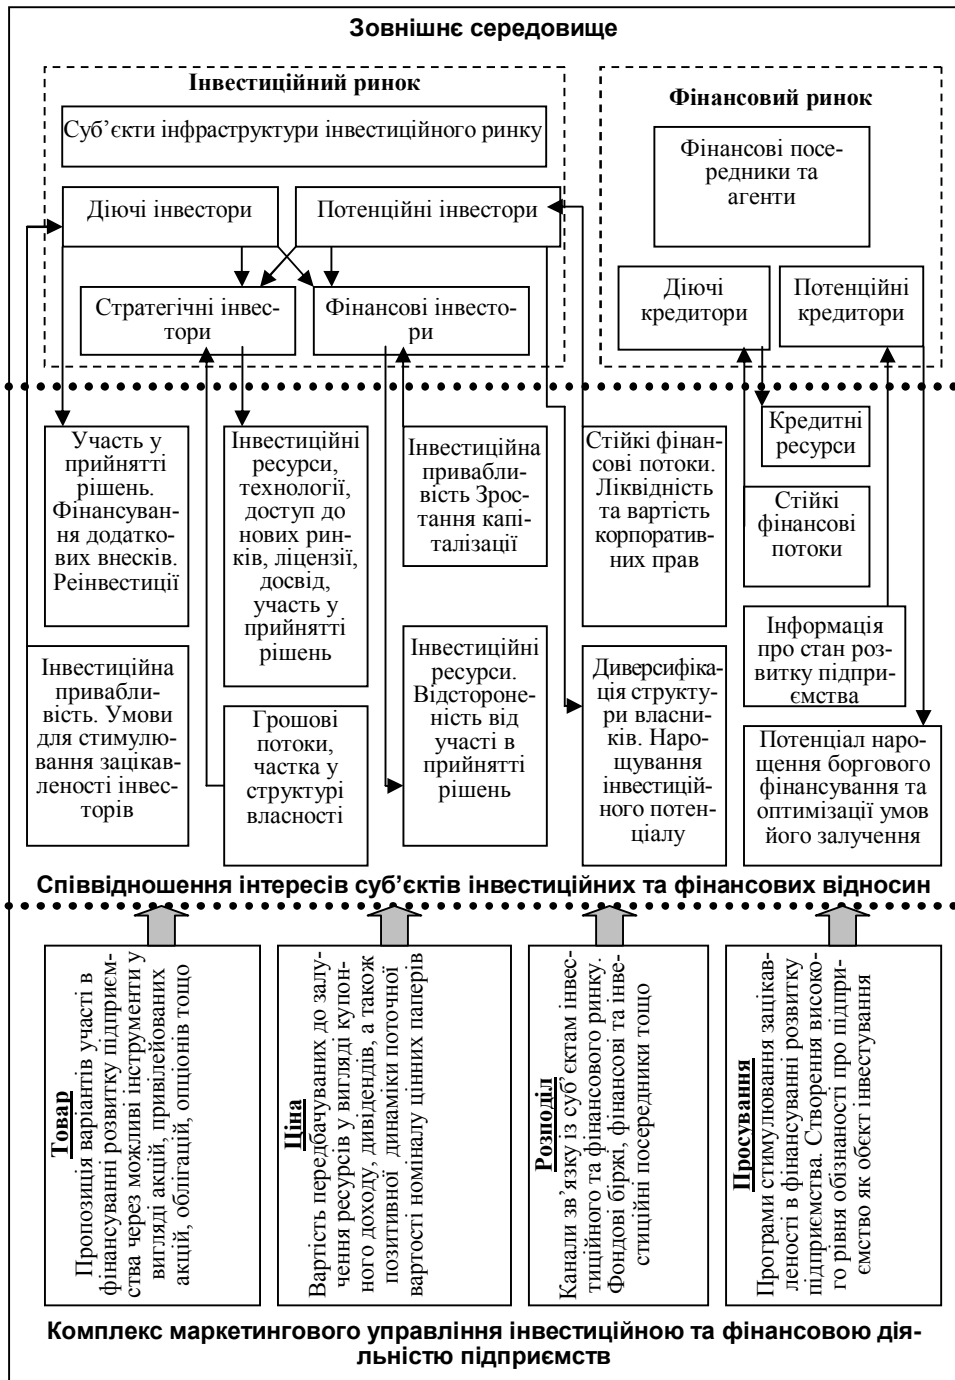 Зовнішнє середовище
Інвестиційний ринок
Суб’єкти інфраструктури інвестиційного ринку
Діючі інвестори
Потенційні інвестори
Стратегічні інвес-
тори
Фінансові інвесто-
ри
Фінансовий ринок
Фінансові посе-
редники та
агенти
Діючі
кредитори
Потенційні
кредитори
Участь у
прийнятті
рішень.
Фінансуван-
ня додатко-
вих внесків.
Реінвестиції
Інвестиційні
ресурси,
технології,
доступ до
нових рин-
ків, ліцензії,
досвід,
участь у
прийнятті
рішень
Інвестиційна
привабли-
вість Зрос-
тання капі-
талізації
Стійкі фінан-
сові потоки.
Ліквідність
та вартість
корпоратив-
них прав
Кредитні
ресурси
Стійкі
фінансові
потоки
Інформація
про стан роз-
витку підпри-
ємства
Інвестиційна
привабли-
вість. Умови
для стимулю-
вання зацікав-
леності інвес-
торів
Грошові
потоки,
частка у
структурі
власності
Інвестиційні
ресурси.
Відстороне-
ність від
участі в
прийнятті
рішень
Диверсифіка-
ція структу-
ри власни-
ків. Наро-
щування
інвестицій-
ного потен-
ціалу
Потенціал наро-
щення боргового
фінансування та
оптимізації умов
його залучення
Співвідношення інтересів суб’єктів інвестиційних та фінансових відносин
Товар
Пропозиція варіантів участі в
фінансуванні розвитку підприєм-
ства через можливі інструменти у
вигляді акцій, привілейованих
акцій, облігацій, опціонів тощо
Ціна
Вартість передбачуваних до залу-
чення ресурсів у вигляді купон-
ного доходу, дивідендів, а також
позитивної динаміки поточної
вартості номіналу цінних паперів
Розподіл
Канали зв’язку із суб’єктам інвес-
тиційного та фінансового ринку.
Фондові біржі, фінансові та інве-
стиційні посередники тощо
Просування
Програми стимулювання зацікав-
леності в фінансуванні розвитку
підприємства. Створення високо-
го рівня обізнаності про підпри-
ємство як обєкт інвестування
Комплекс маркетингового управління інвестиційною та фінансовою дія-
льністю підприємств